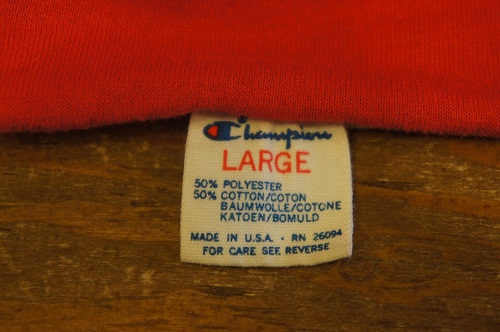 Champion
LARGE
50% POLYESTER
50% COTTON/COTON
BAUMWOLLE/COTONE
KATOEN/BOMULD
MADE IN U.S.A. · RN 26094
FOR CARE SEE REVERSE